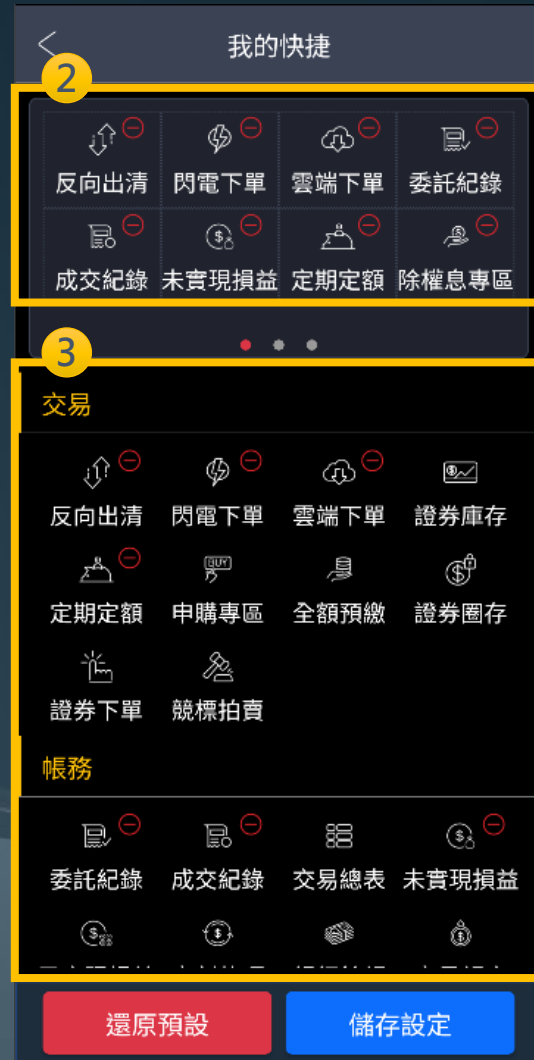 我的快捷
2
反向出清 閃電下單 雲端下單 委託紀錄
成交紀錄 未實現損益 定期定額 除權息專區
3
交易
反向出清 閃電下單 雲端下單 證券庫存
BUY
定期定額 申購專區 全額預繳 證券圈存
證券下單 競標拍賣
帳務
委託紀錄 成交紀錄 交易總表 未實現損益
還原預設 儲存設定